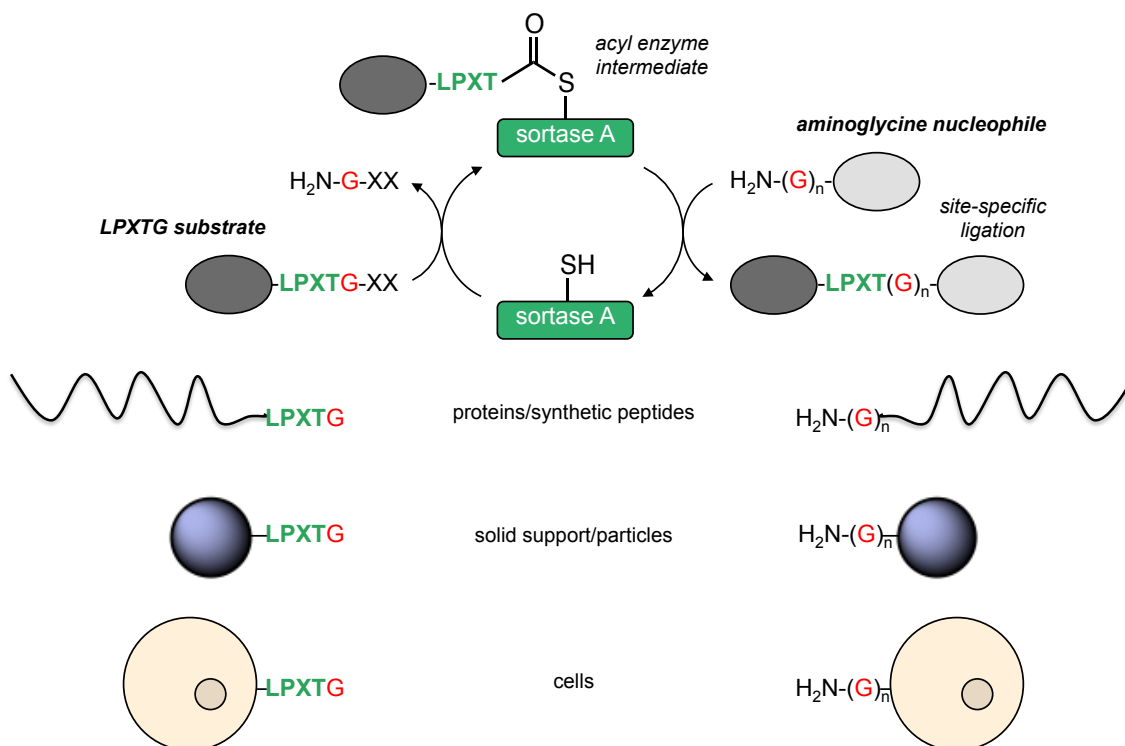 O
acyl enzyme
intermediate
-LPXT
S
sortase A
aminoglycine nucleophile
H₂N-G-XX
H₂N-(G)ₙ-
LPXTG substrate
site-specific
ligation
SH
-LPXTG-XX
-LPXT(G)ₙ-
sortase A
LPXTG
proteins/synthetic peptides
H₂N-(G)ₙ
-LPXTG
solid support/particles
H₂N-(G)ₙ
-LPXTG
cells
H₂N-(G)ₙ